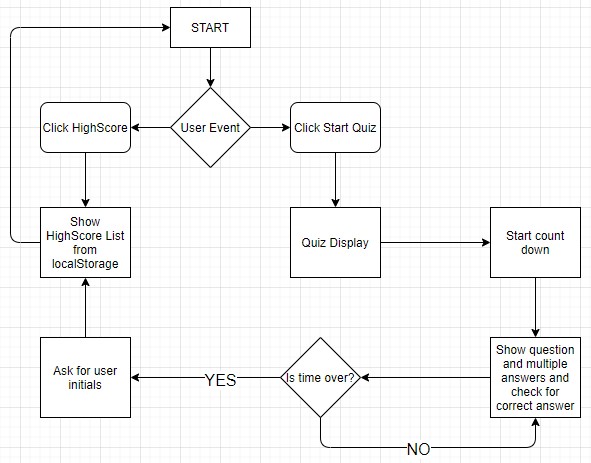 START
Click HighScore
User Event
Click Start Quiz
Show
HighScore List
from
localStorage
Quiz Display
Start count
down
Ask for user
initials
YES
Is time over?
Show question
and multiple
answers and
check for
correct answer
NO